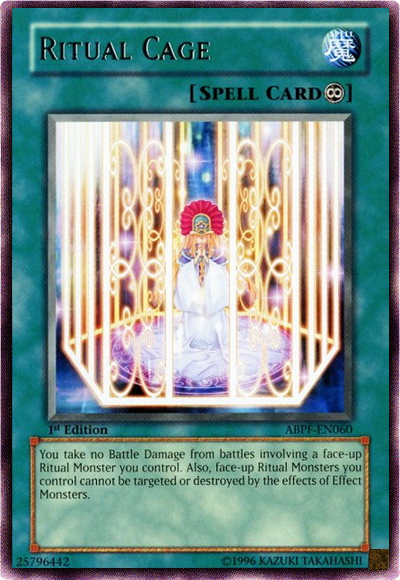 RITUAL CAGE
魔
[SPELL CARD♾]
1st Edition
ABPF-EN060
You take no Battle Damage from battles involving a face-up
Ritual Monster you control. Also, face-up Ritual Monsters you
control cannot be targeted or destroyed by the effects of Effect
Monsters.
25796442
©1996 KAZUKI TAKAHASHI